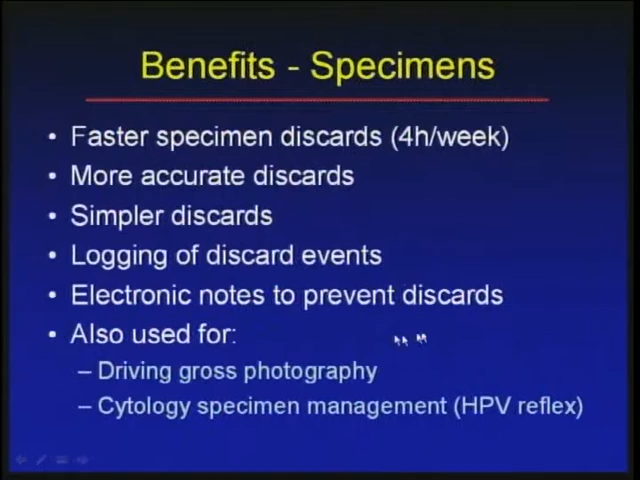 Benefits - Specimens
• Faster specimen discards (4h/week)
• More accurate discards
• Simpler discards
• Logging of discard events
• Electronic notes to prevent discards
• Also used for:
– Driving gross photography
– Cytology specimen management (HPV reflex)